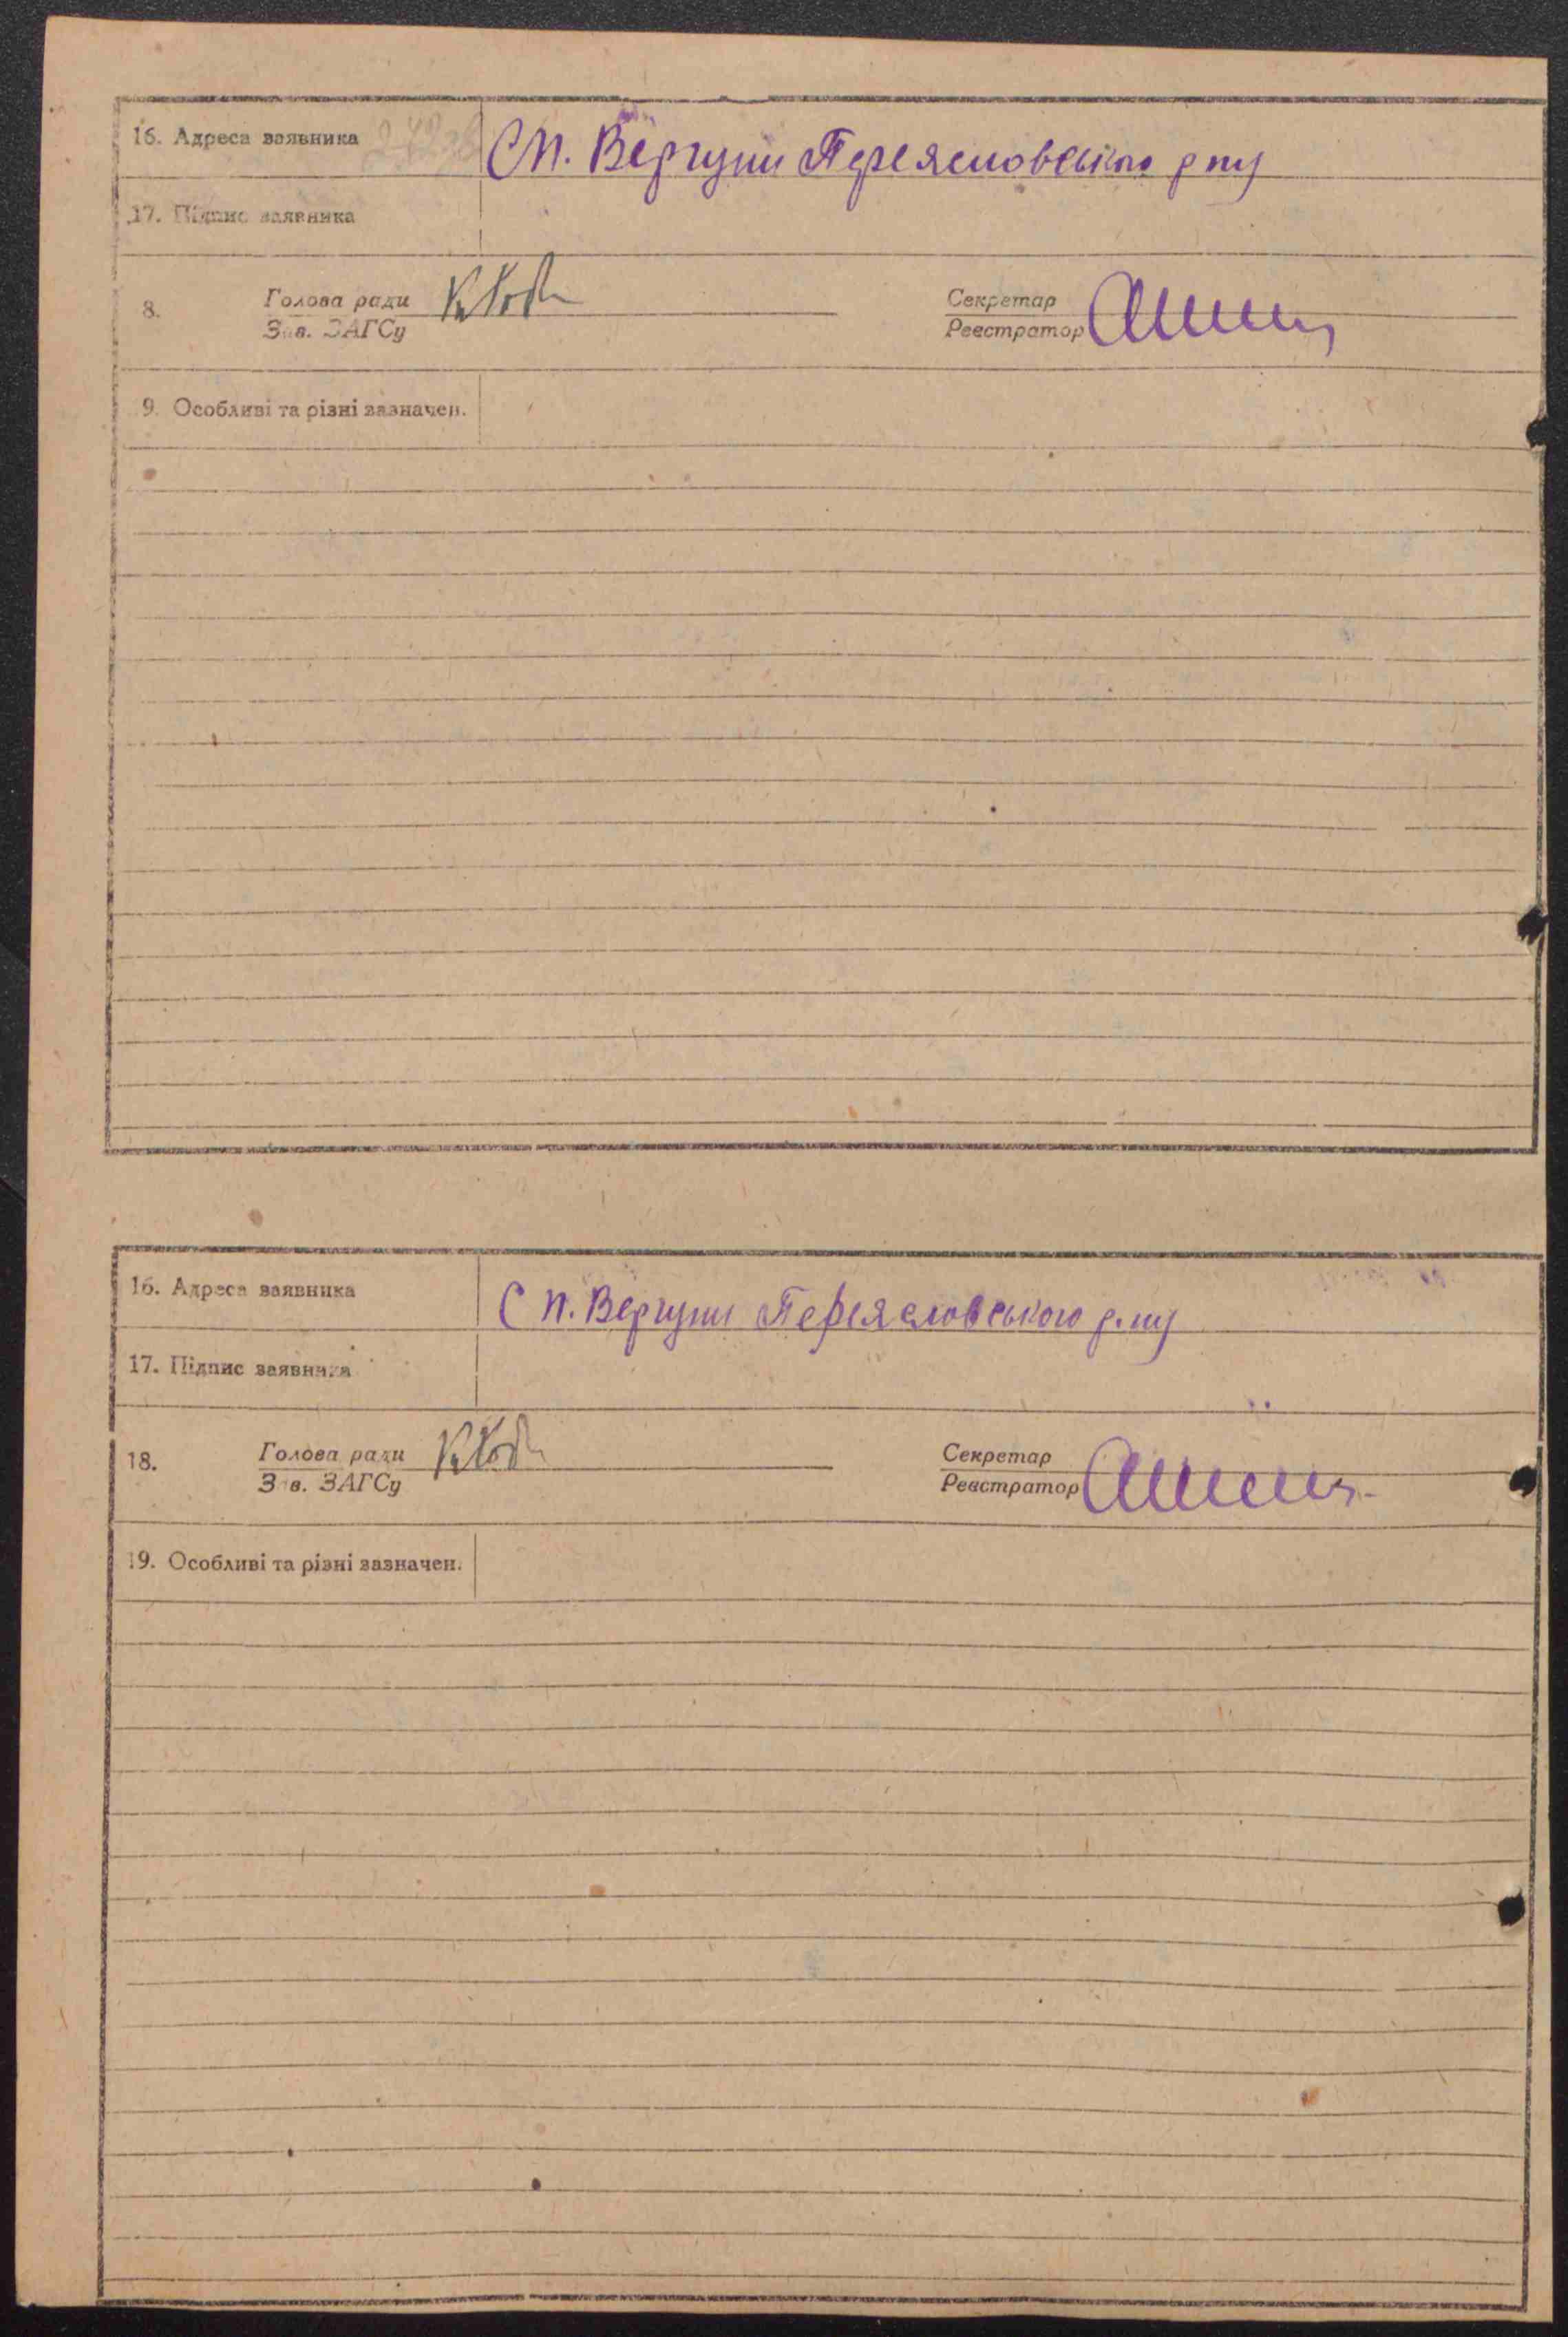 16. Адреса заявника
с п. Вергуни Переясловського р-ну
17. Підпис заявника
8. Голова ради Секретар
Зав. ЗАГСу Реєстратор
9. Особливі та різні зазначен.
16. Адреса заявника
с п. Вергуни Переясловського р-ну
17. Підпис заявника
18. Голова ради Секретар
Зав. ЗАГСу Реєстратор
19. Особливі та різні зазначен.